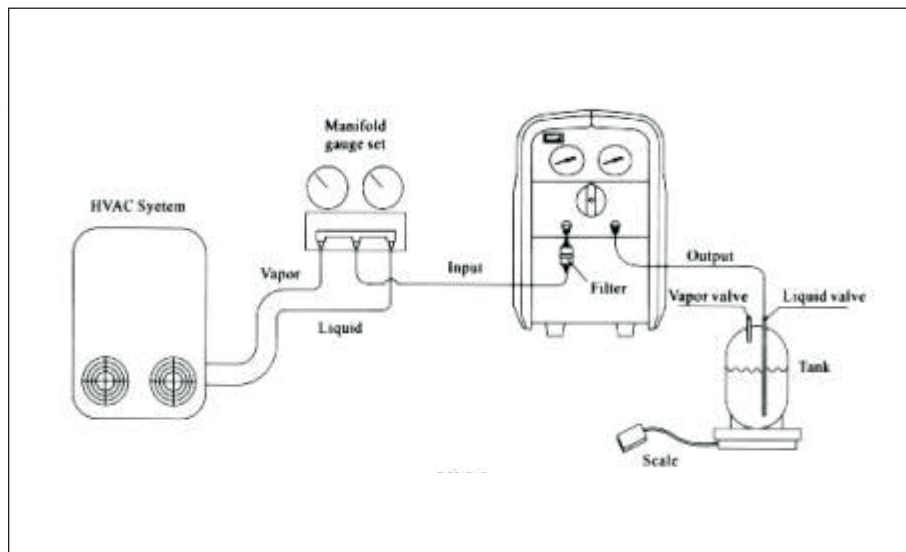 Manifold
gauge set
HVAC Syetem
Vapor
Input
Output
Filter
Vapor valve
Liquid valve
Liquid
Tank
Scale